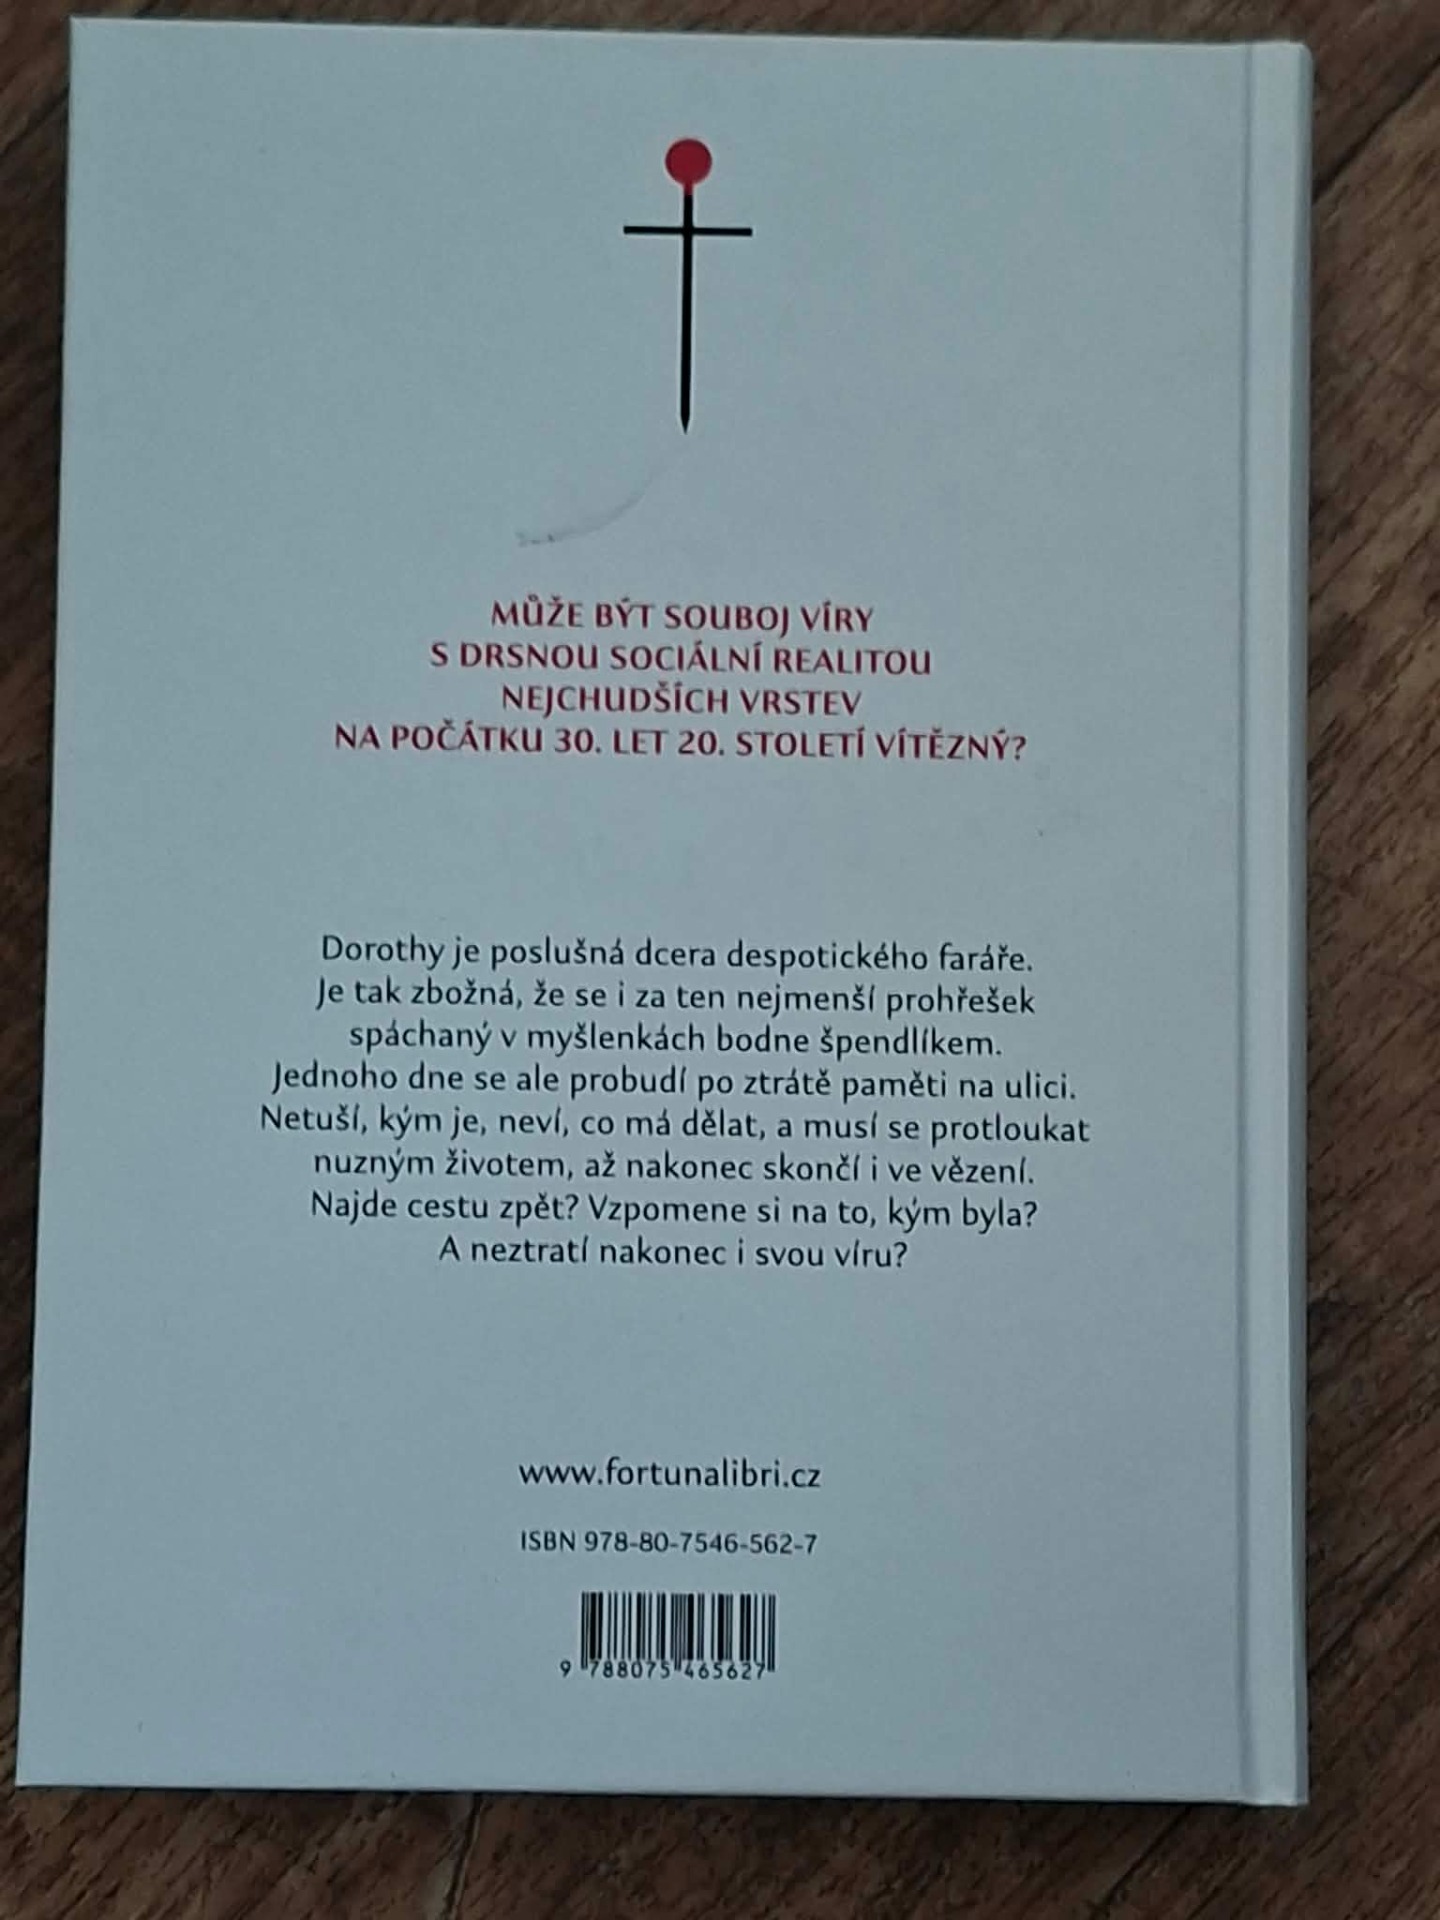 MŮŽE BÝT SOUBOJ VÍRY
S DRSNOU SOCIÁLNÍ REALITOU
NEJCHUDŠÍCH VRSTEV
NA POČÁTKU 30. LET 20. STOLETÍ VÍTĚZNÝ?
Dorothy je poslušná dcera despotického faráře.
Je tak zbožná, že se i za ten nejmenší prohřešek
spáchaný v myšlenkách bodne špendlíkem.
Jednoho dne se ale probudí po ztrátě paměti na ulici.
Netuší, kým je, neví, co má dělat, a musí se protloukat
nuzným životem, až nakonec skončí i ve vězení.
Najde cestu zpět? Vzpomene si na to, kým byla?
A neztratí nakonec i svou víru?
www.fortunalibri.cz
ISBN 978-80-7546-562-7
9 788075 465627